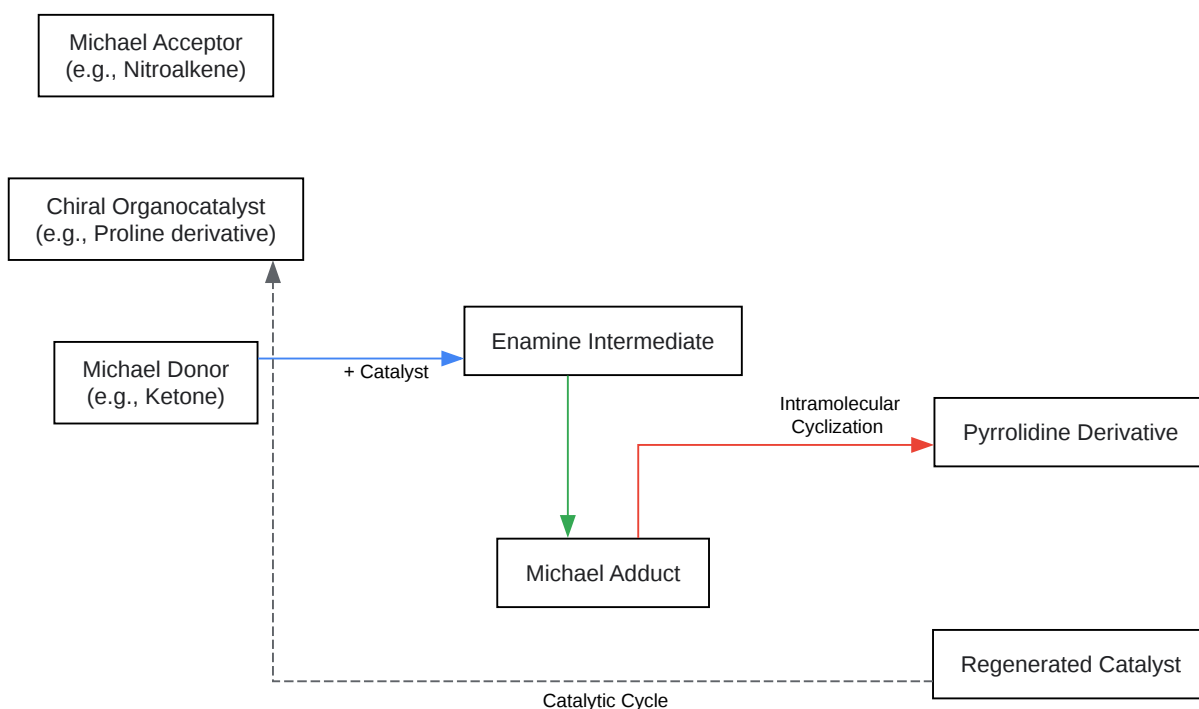 Michael Acceptor
(e.g., Nitroalkene)
Chiral Organocatalyst
(e.g., Proline derivative)
Michael Donor
(e.g., Ketone)
+ Catalyst
Enamine Intermediate
Intramolecular
Cyclization
Pyrrolidine Derivative
Michael Adduct
Regenerated Catalyst
Catalytic Cycle